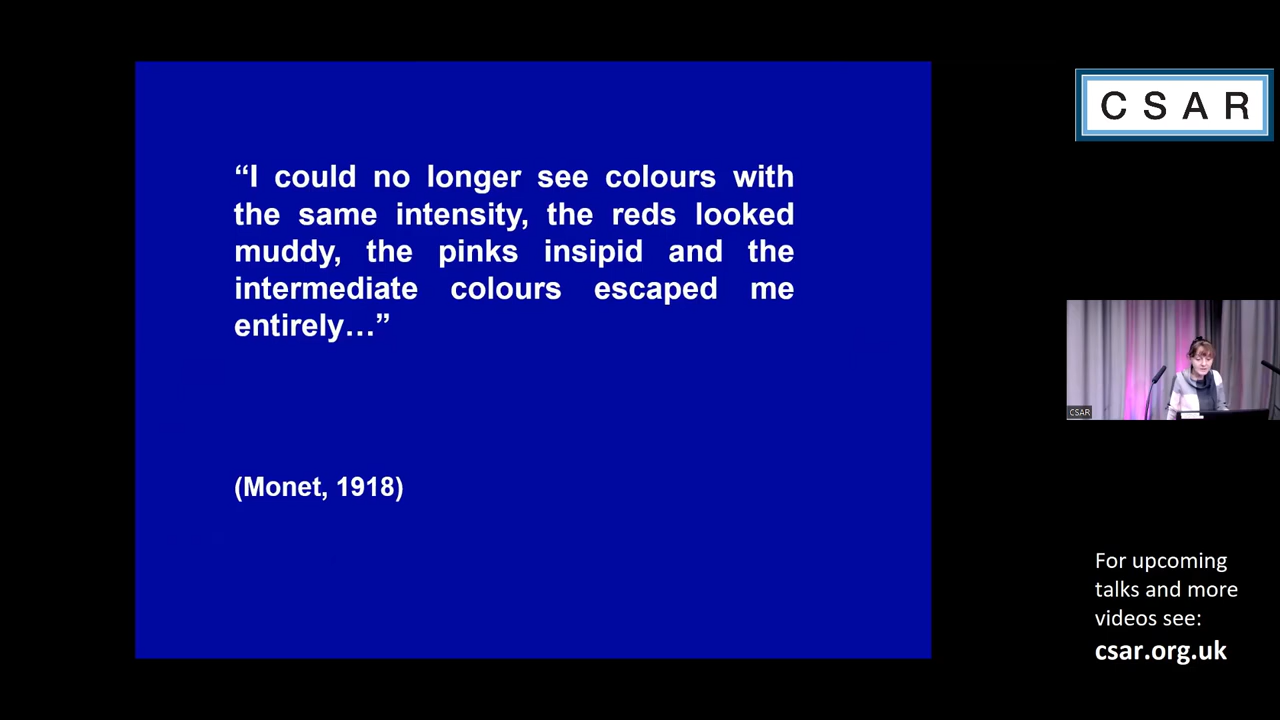 “I could no longer see colours with
the same intensity, the reds looked
muddy, the pinks insipid and the
intermediate colours escaped me
entirely…”
(Monet, 1918)
C S A R
CSAR
For upcoming
talks and more
videos see:
csar.org.uk